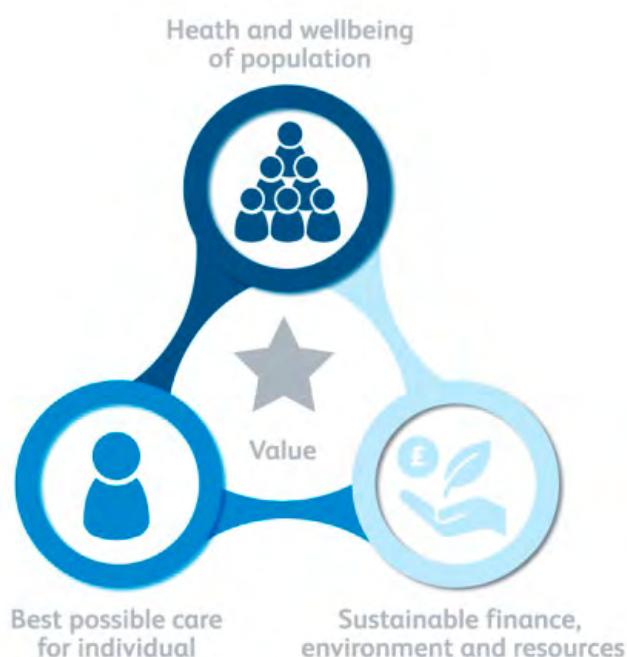 Heath and wellbeing
of population
£
Value
Best possible care
for individual
Sustainable finance,
environment and resources